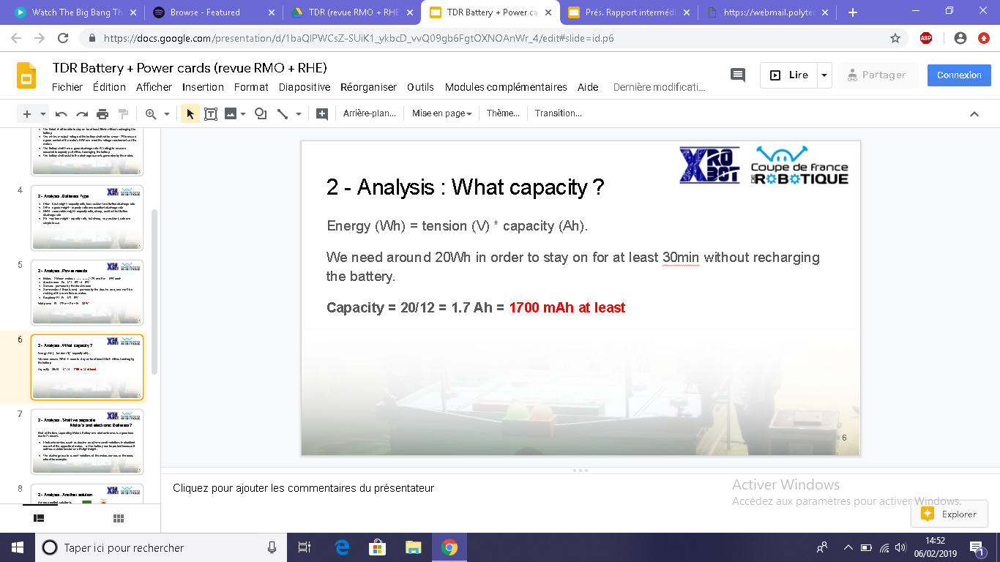 Watch The Big Bang Th
Browse - Featured
TDR (revue RMO + RHE
TDR Battery + Power ca
Prés. Rapport interméd
https://webmail.polyte
https://docs.google.com/presentation/d/1baQlPWCsZ-SUiK1_ykbcD_vvQ09gb6FqtOXNOAnWr_4/edit#slide=id.p6
ABP
TDR Battery + Power cards (revue RMO + RHE)
Fichier Édition Afficher Insertion Format Diapositive Réorganiser Outils Modules complémentaires Aide Dernière modificati...
Lire
Partager
Connexion
Arrière-plan... Mise en page Thème... Transition...
4
2 - Analysis : Batteries Type
5
2 - Analysis : Power needs
6
2 - Analysis : What capacity ?
7
2 - Analysis : Shall we separate
Motor's and electronic Batteries ?
8
2 - Analysis : Another solution
XROBOT
Coupe de france
DE ROBOTIQUE
2 - Analysis : What capacity ?
Energy (Wh) = tension (V) * capacity (Ah).
We need around 20Wh in order to stay on for at least 30min without recharging
the battery.
Capacity = 20/12 = 1.7 Ah = 1700 mAh at least
6
Cliquez pour ajouter les commentaires du présentateur
Activer Windows
Accédez aux paramètres pour activer Windows.
Explorer
Taper ici pour rechercher
14:52
06/02/2019
1